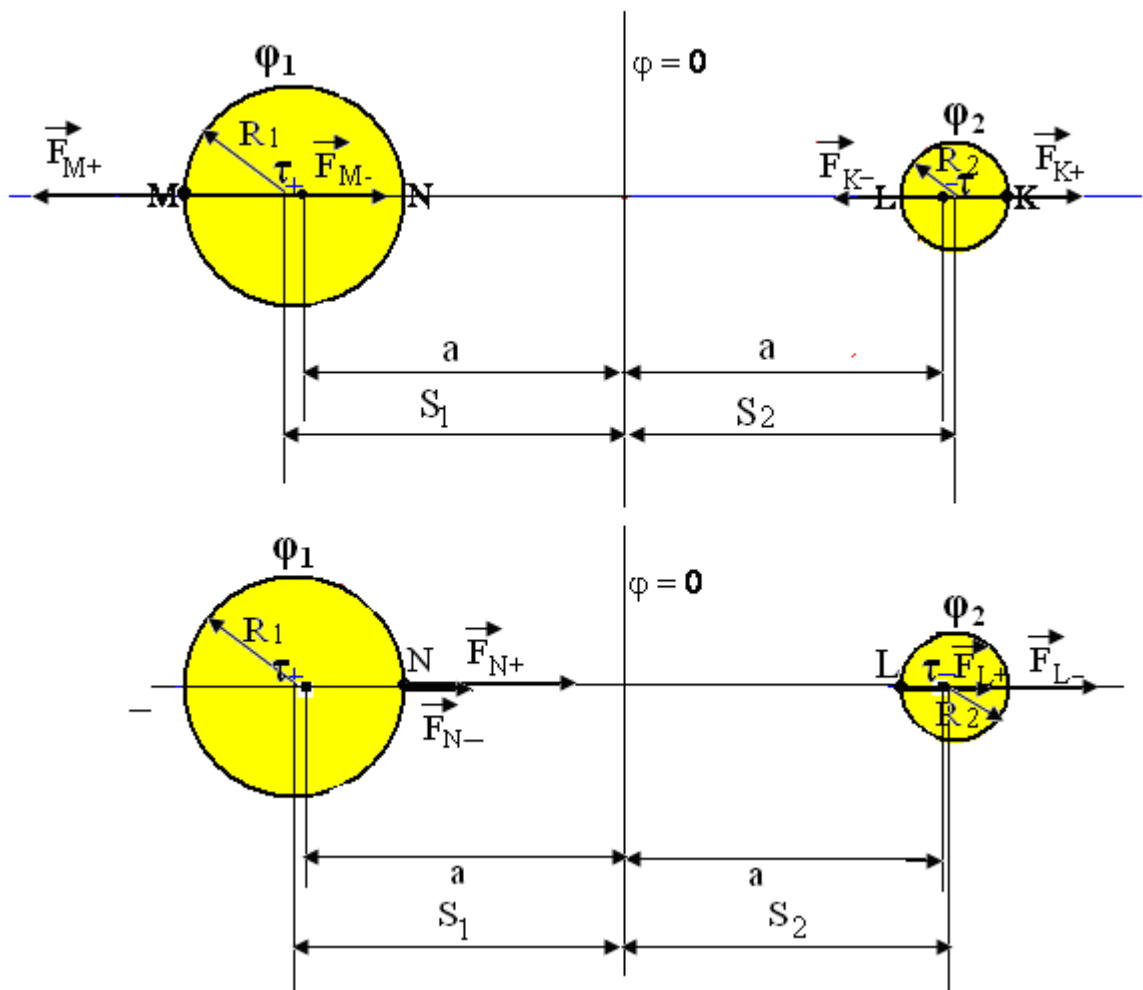 φ₁
φ = 0
φ₂
F⃗M+
R1
τ+
F⃗M-
M
N
F⃗K-
R2
F⃗K+
L
-τ
K
a
a
S₁
S₂
φ₁
φ = 0
φ₂
R1
τ+
N
F⃗N+
L
τ-
F⃗L+
F⃗L-
–
F⃗N–
R2
a
a
S₁
S₂